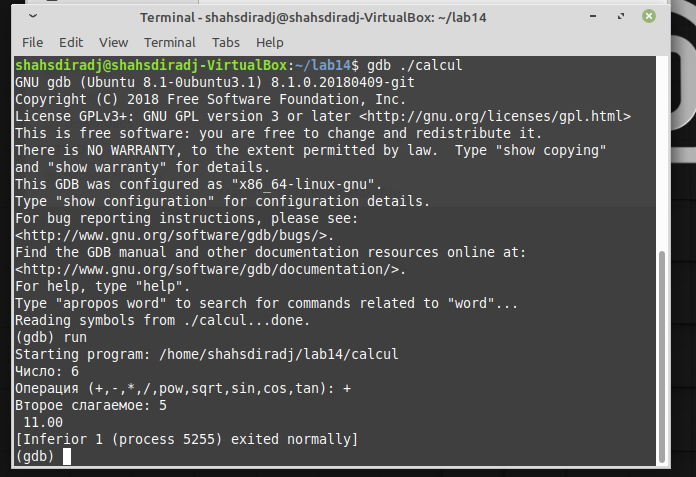 Terminal - shahsdiradj@shahsdiradj-VirtualBox: ~/lab14
File Edit View Terminal Tabs Help
shahsdiradj@shahsdiradj-VirtualBox:~/lab14$ gdb ./calcul
GNU gdb (Ubuntu 8.1-0ubuntu3.1) 8.1.0.20180409-git
Copyright (C) 2018 Free Software Foundation, Inc.
License GPLv3+: GNU GPL version 3 or later <http://gnu.org/licenses/gpl.html>
This is free software: you are free to change and redistribute it.
There is NO WARRANTY, to the extent permitted by law.  Type "show copying"
and "show warranty" for details.
This GDB was configured as "x86_64-linux-gnu".
Type "show configuration" for configuration details.
For bug reporting instructions, please see:
<http://www.gnu.org/software/gdb/bugs/>.
Find the GDB manual and other documentation resources online at:
<http://www.gnu.org/software/gdb/documentation/>.
For help, type "help".
Type "apropos word" to search for commands related to "word"...
Reading symbols from ./calcul...done.
(gdb) run
Starting program: /home/shahsdiradj/lab14/calcul
Число: 6
Операция (+,-,*,/,pow,sqrt,sin,cos,tan): +
Второе слагаемое: 5
 11.00
[Inferior 1 (process 5255) exited normally]
(gdb)